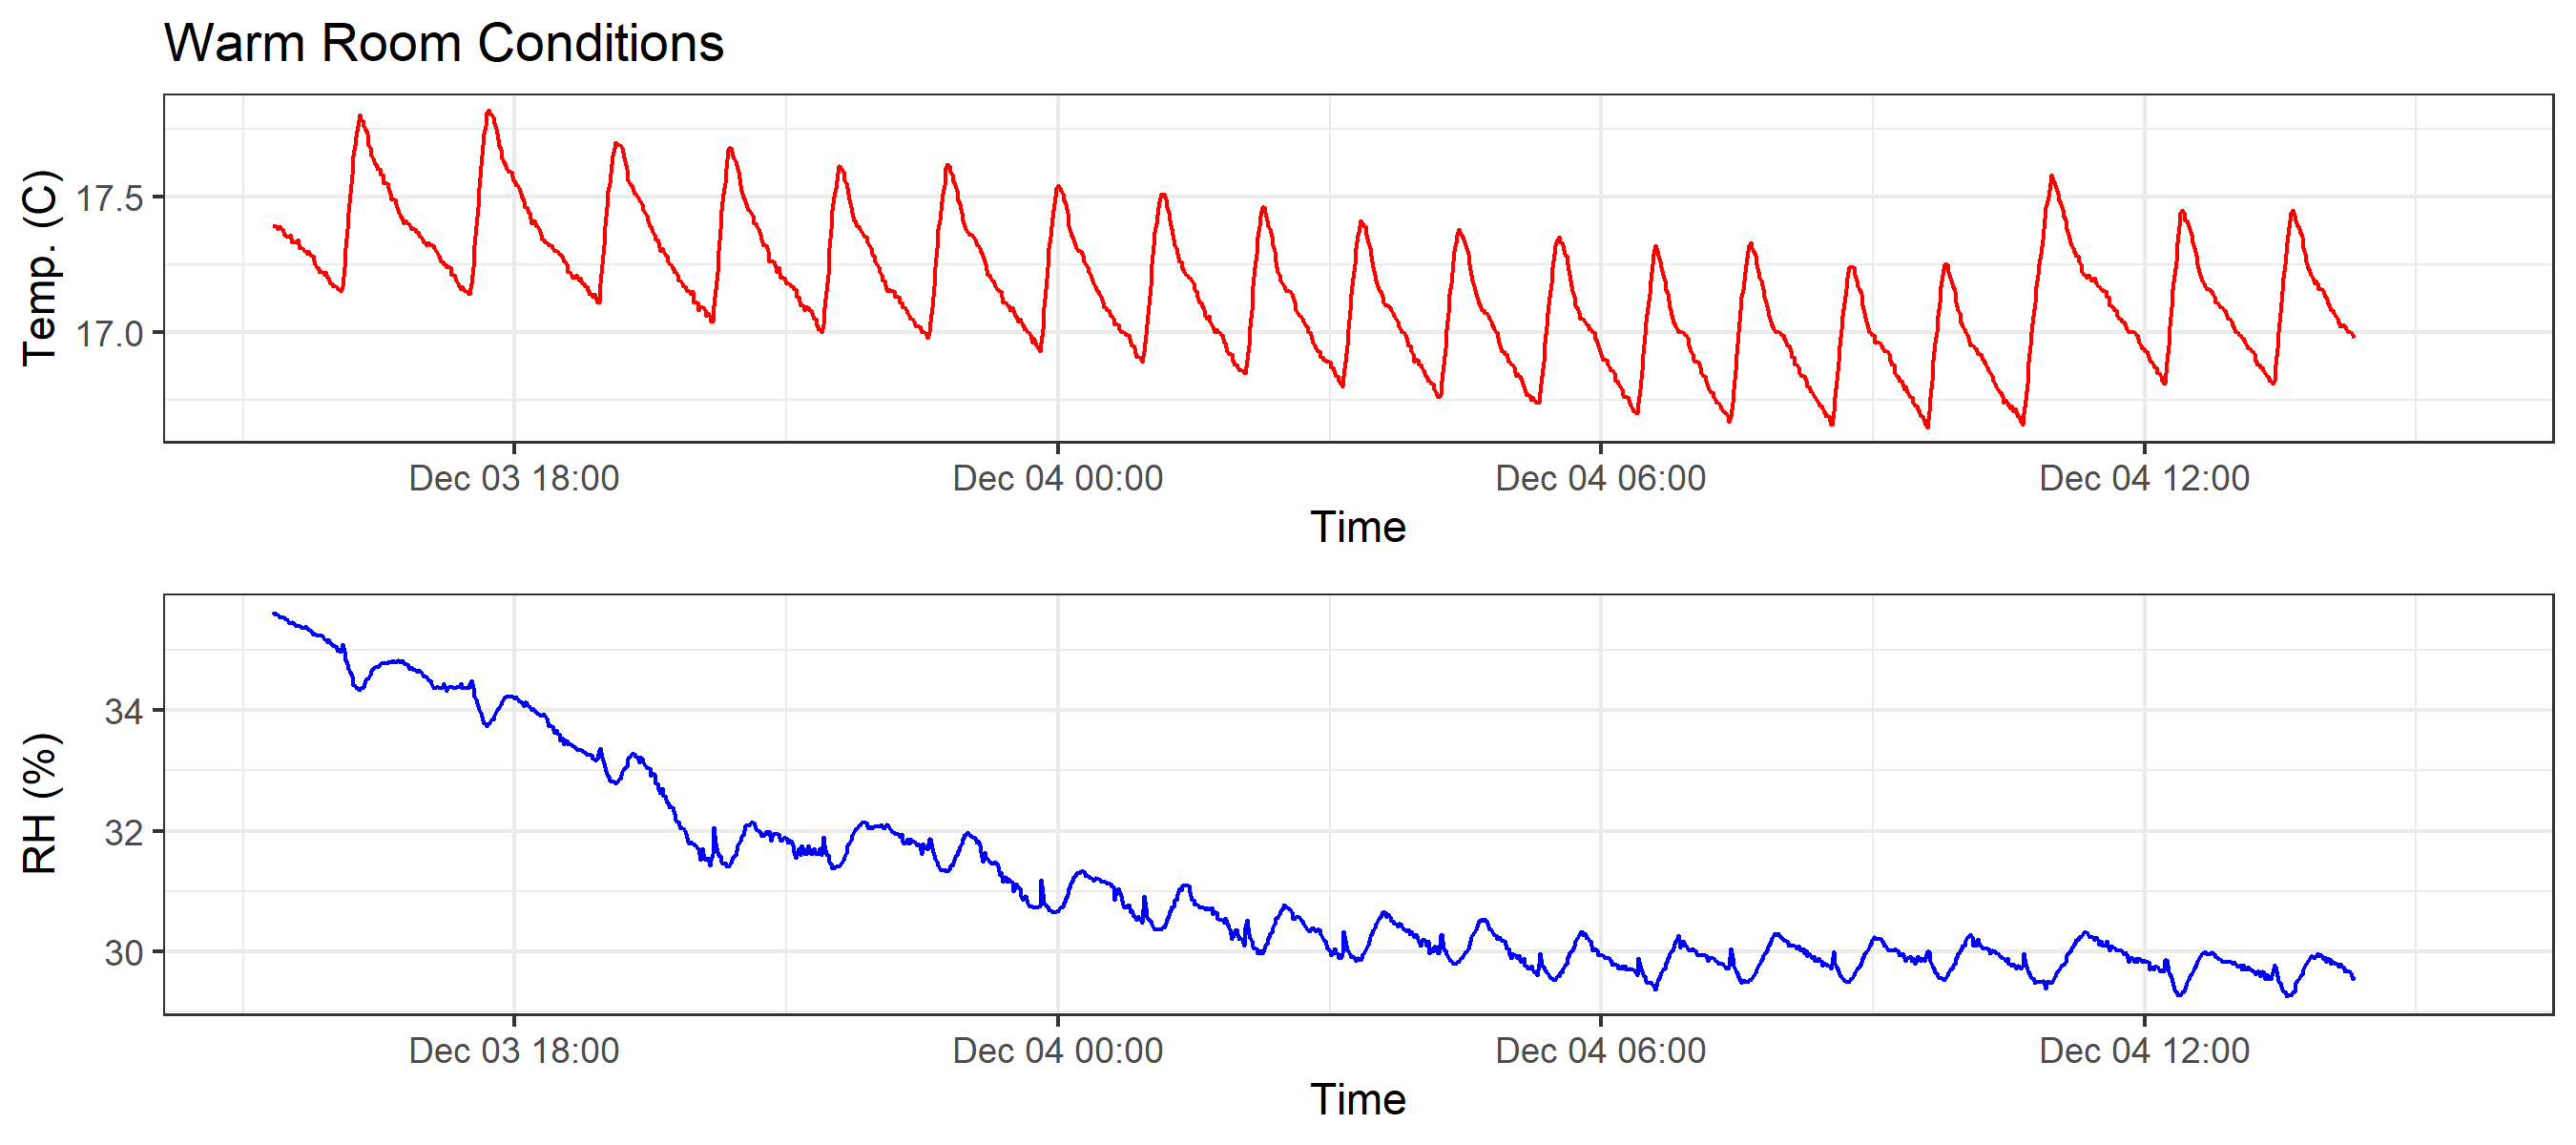 Warm Room Conditions
Temp. (C)
17.5
17.0
Dec 03 18:00 Dec 04 00:00 Dec 04 06:00 Dec 04 12:00
Time
RH (%)
34
32
30
Dec 03 18:00 Dec 04 00:00 Dec 04 06:00 Dec 04 12:00
Time